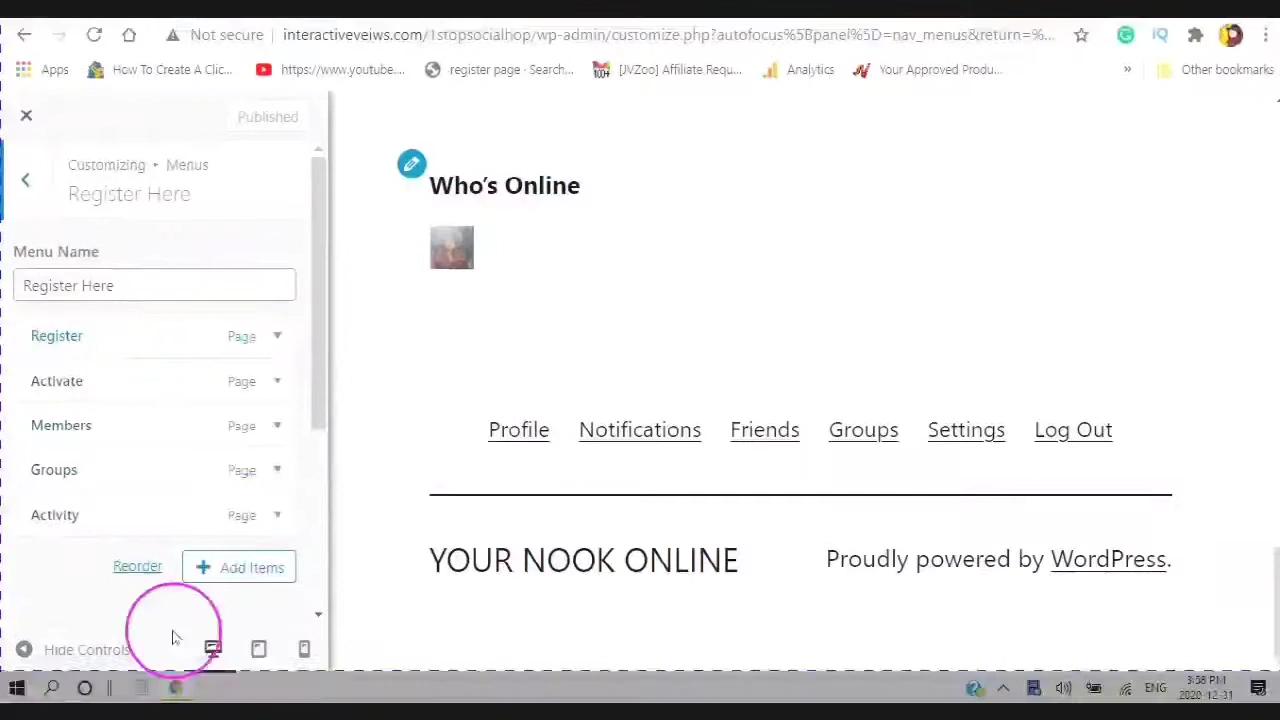 Not secure | interactiveveiws.com/1stopsocialhoy/wp-admin/customize.php?autofocus%5Bpanel%5D=nav_menus&return=%...
Apps How To Create A Clic... https://www.youtube.... register page - Search... [JVZoo] Affiliate Requ... Analytics Your Approved Produ... » Other bookmarks
Published
Customizing • Menus
Register Here
Menu Name
Register Here
Register Page
Activate Page
Members Page
Groups Page
Activity Page
Reorder + Add Items
Hide Controls
Who's Online
Profile Notifications Friends Groups Settings Log Out
YOUR NOOK ONLINE Proudly powered by WordPress.
ENG
3:58 PM
2020-12-31